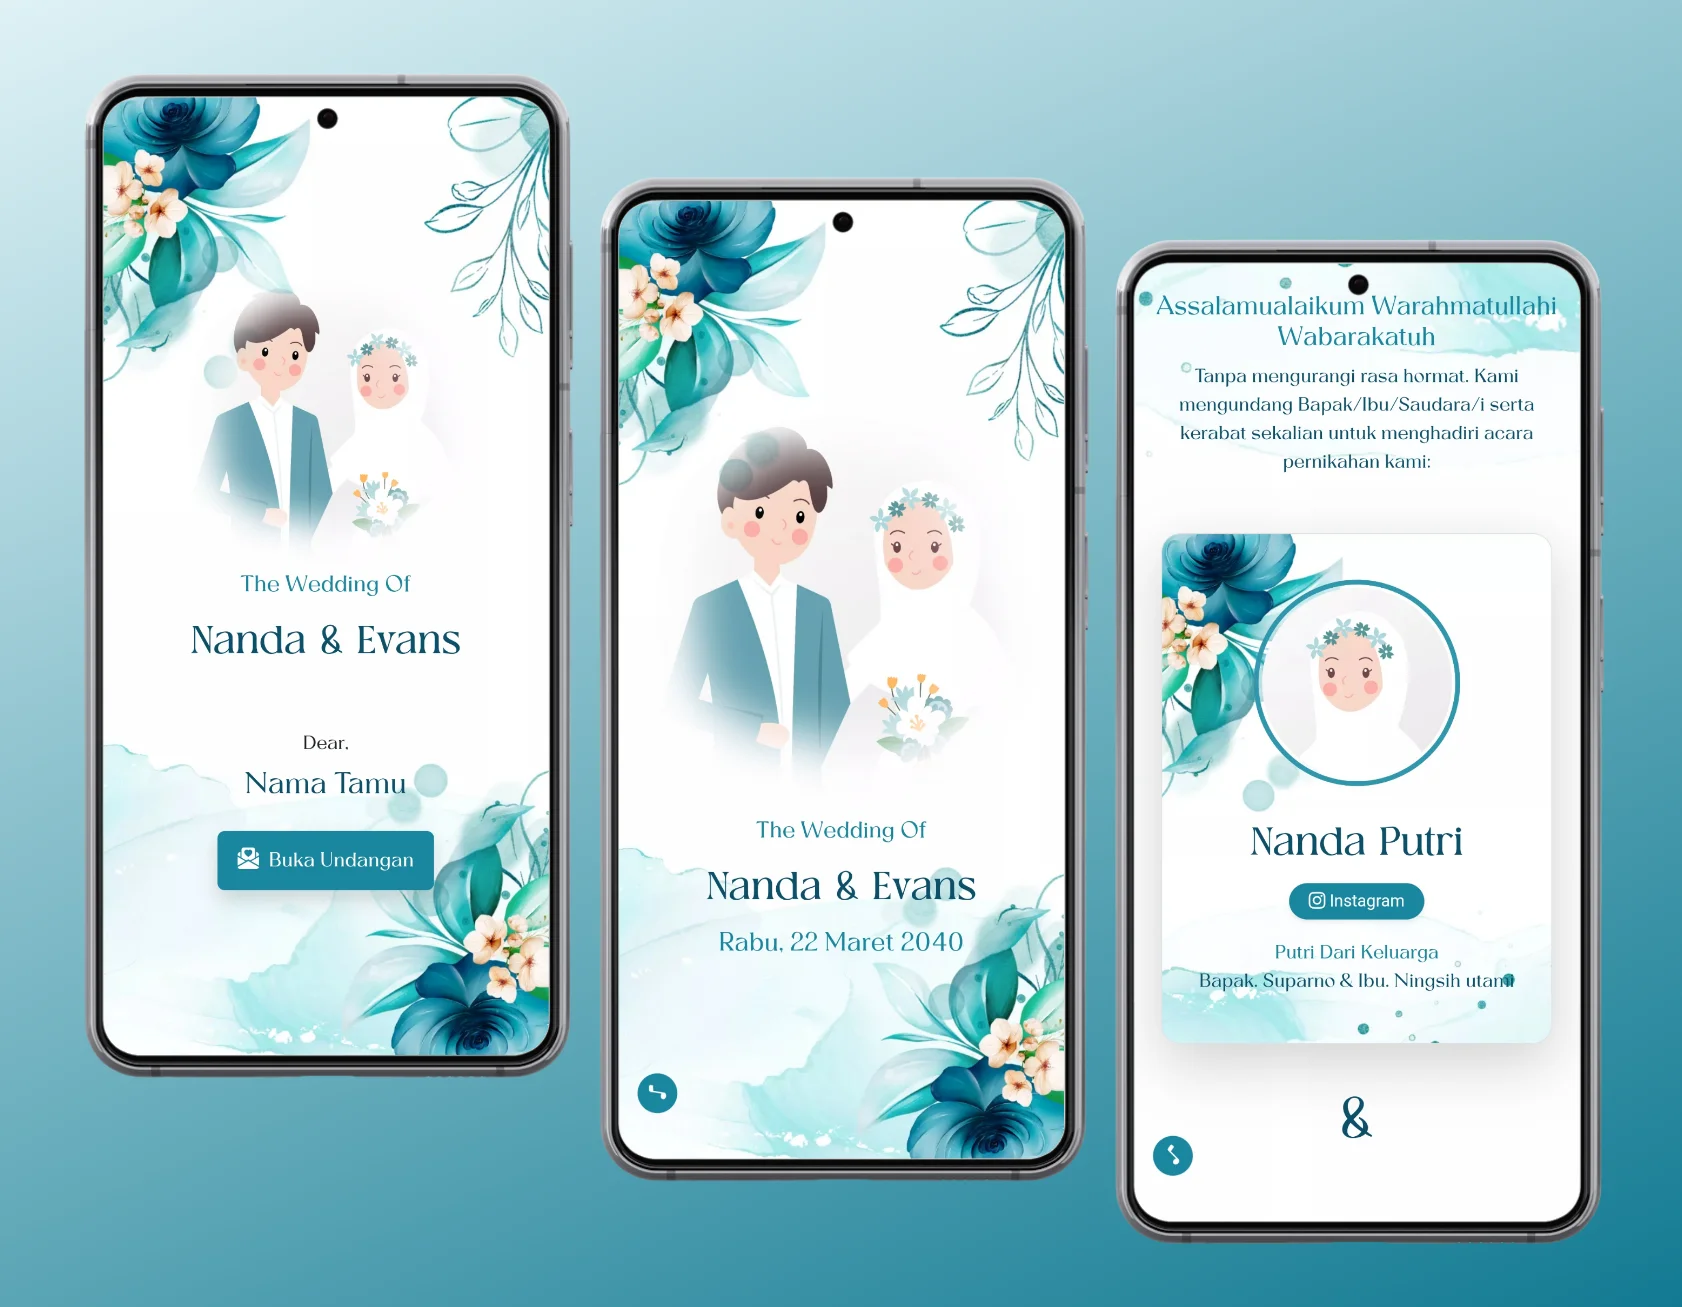 The Wedding Of
Nanda & Evans
Dear,
Nama Tamu
Buka Undangan
The Wedding Of
Nanda & Evans
Rabu, 22 Maret 2040
Assalamualaikum Warahmatullahi
Wabarakatuh
Tanpa mengurangi rasa hormat. Kami
mengundang Bapak/Ibu/Saudara/i serta
kerabat sekalian untuk menghadiri acara
pernikahan kami:
Nanda Putri
Instagram
Putri Dari Keluarga
Bapak. Suparno & Ibu. Ningsih utami
&